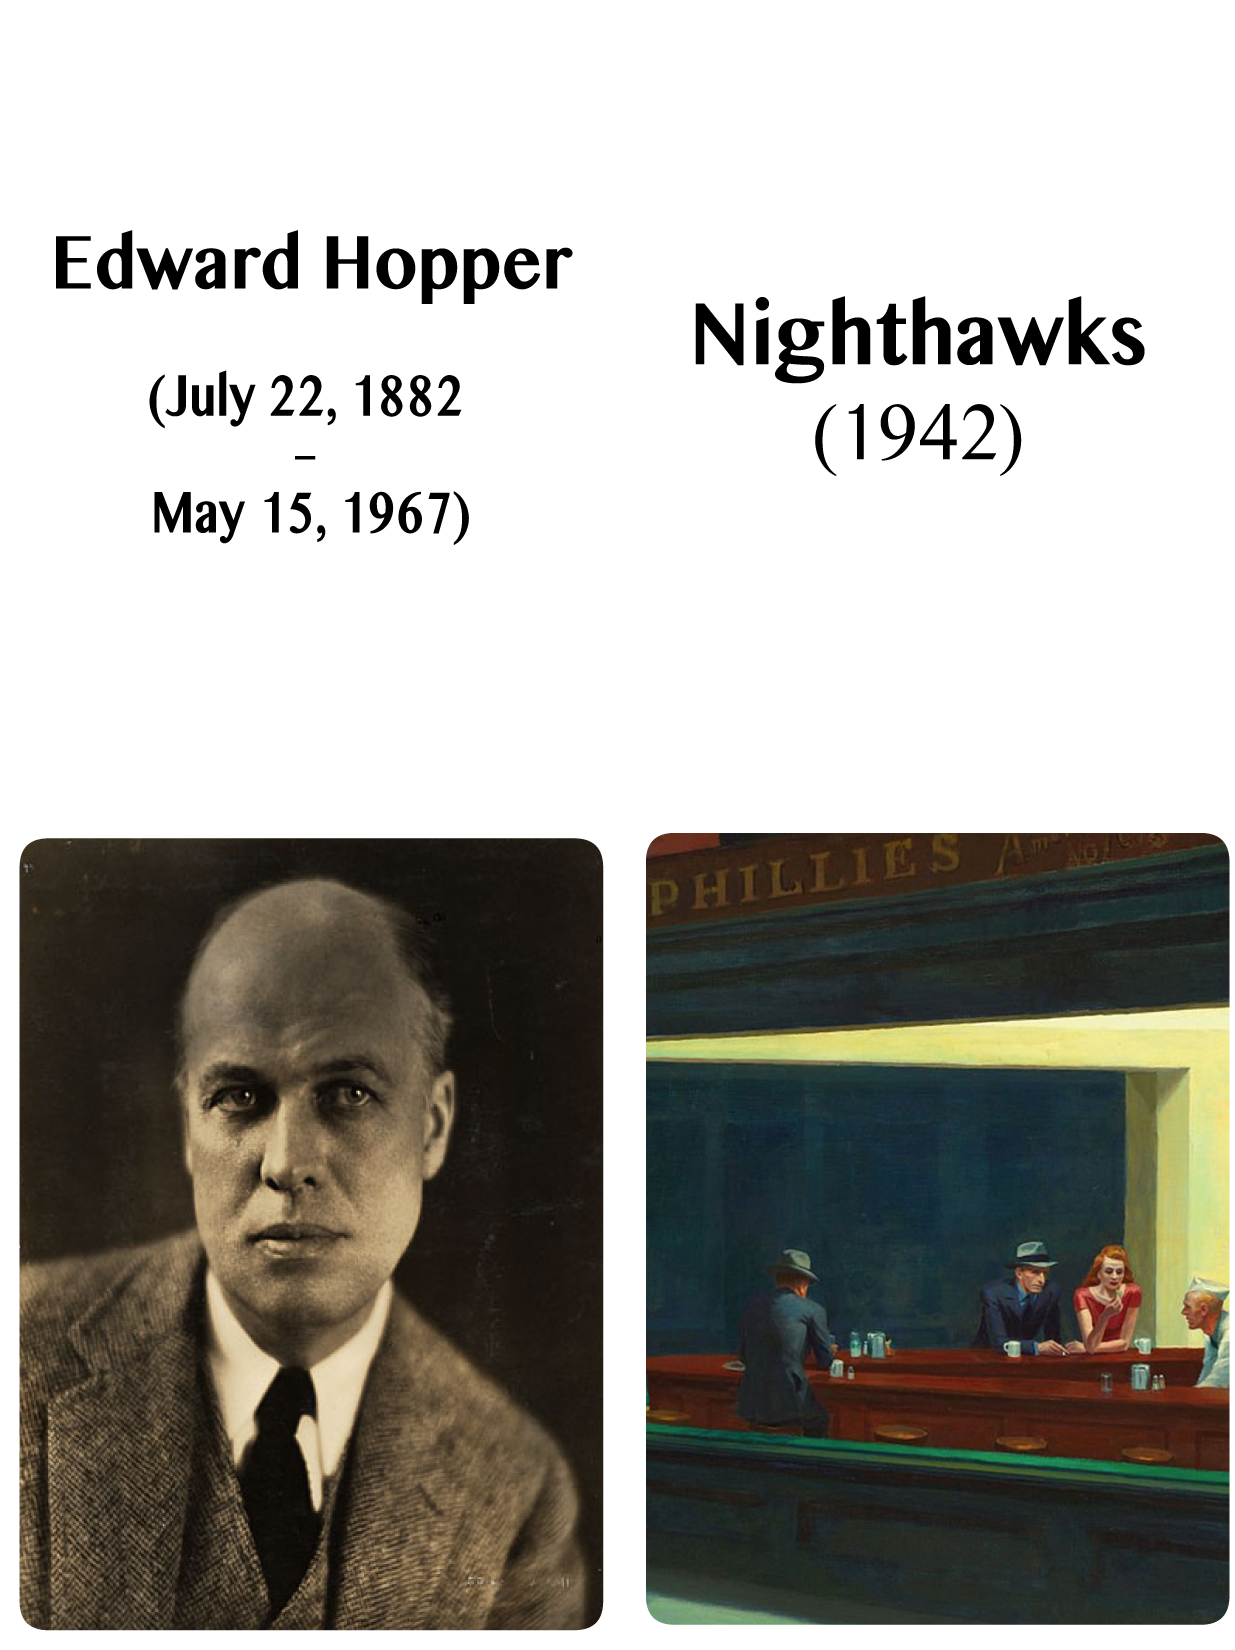 Edward Hopper
(July 22, 1882
–
May 15, 1967)
Nighthawks
(1942)
PHILLIES